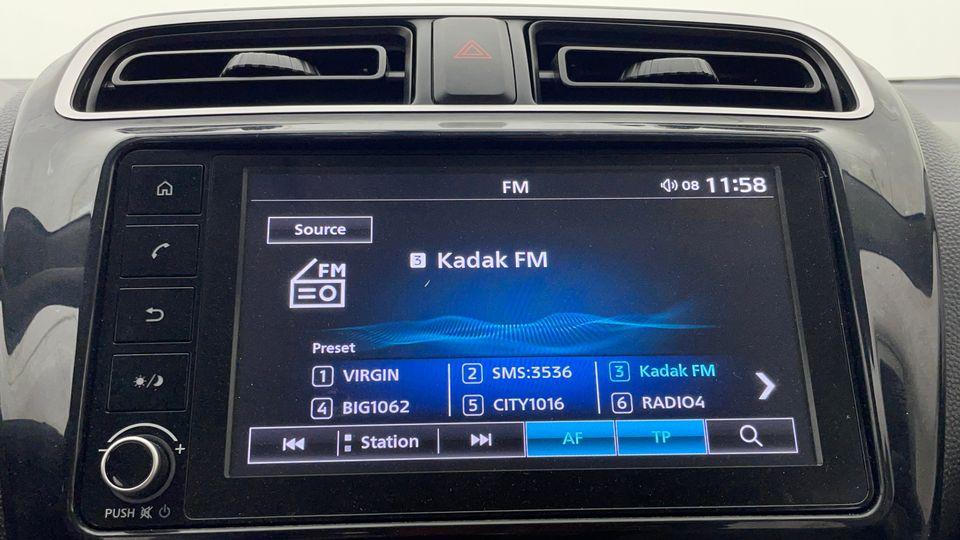 FM
08 11:58
Source
FM
3 Kadak FM
Preset
1 VIRGIN
2 SMS:3536
3 Kadak FM
4 BIG1062
5 CITY1016
6 RADIO4
Station
AF
TP
- +
PUSH